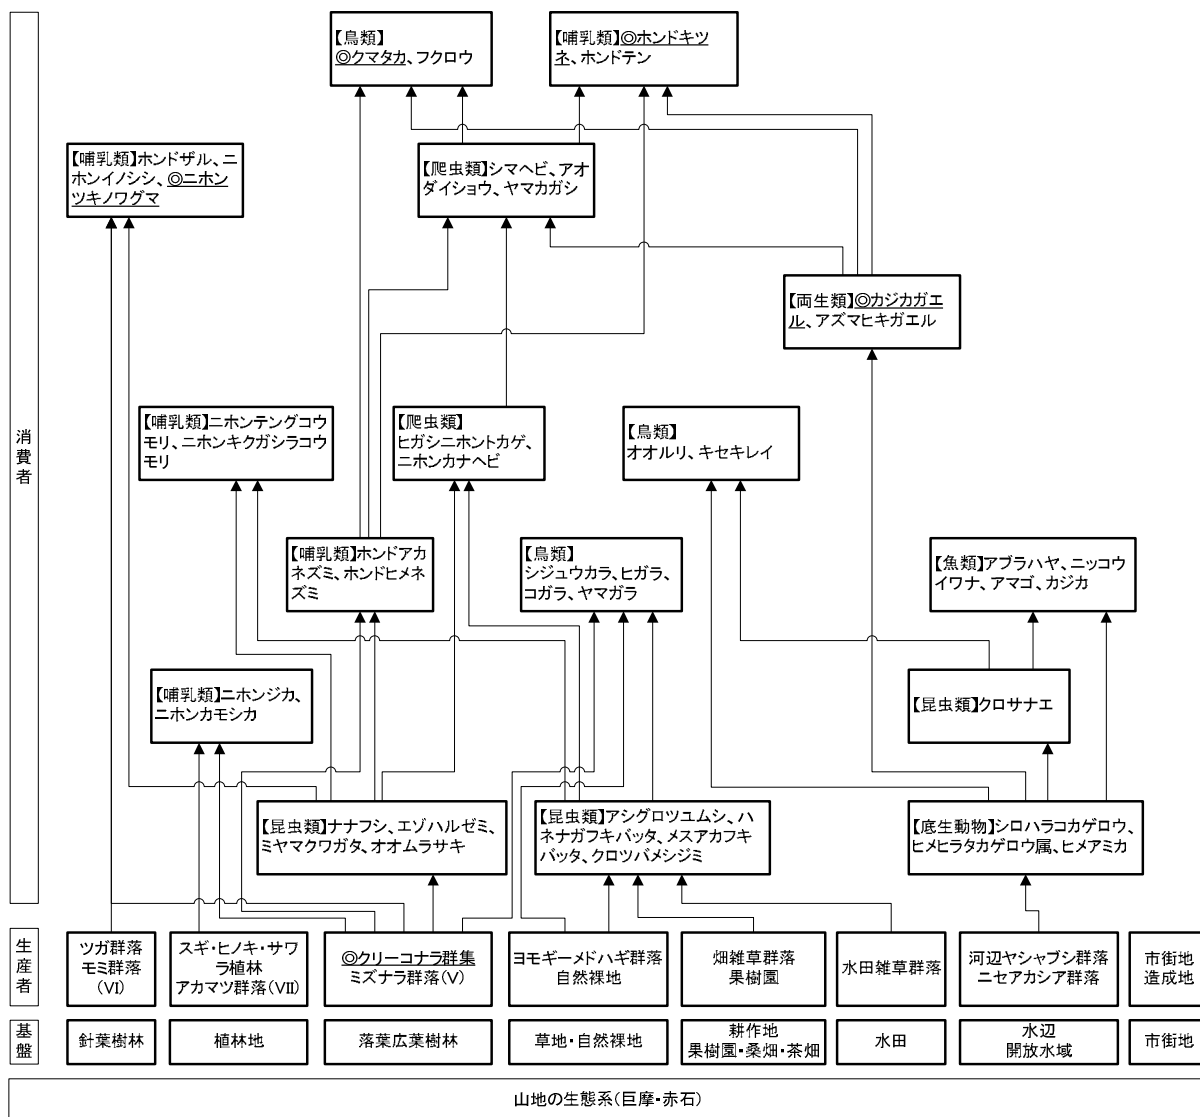 【鳥類】
◎クマタカ、フクロウ
【哺乳類】◎ホンドキツ
ネ、ホンドテン
【哺乳類】ホンドザル、ニ
ホンイノシシ、◎ニホン
ツキノワグマ
【爬虫類】シマヘビ、アオ
ダイショウ、ヤマカガシ
【両生類】◎カジカガエ
ル、アズマヒキガエル
消費者
【哺乳類】ニホンテングコウ
モリ、ニホンキクガシラコウ
モリ
【爬虫類】
ヒガシニホントカゲ、
ニホンカナヘビ
【鳥類】
オオルリ、キセキレイ
【哺乳類】ホンドアカ
ネズミ、ホンドヒメネ
ズミ
【鳥類】
シジュウカラ、ヒガラ、
コガラ、ヤマガラ
【魚類】アブラハヤ、ニッコウ
イワナ、アマゴ、カジカ
【哺乳類】ニホンジカ、
ニホンカモシカ
【昆虫類】クロサナエ
【昆虫類】ナナフシ、エゾハルゼミ、
ミヤマクワガタ、オオムラサキ
【昆虫類】アシグロツユムシ、ハ
ネナガフキバッタ、メスアカフキ
バッタ、クロツバメシジミ
【底生動物】シロハラコカゲロウ、
ヒメヒラタカゲロウ属、ヒメアミカ
生産者
ツガ群落
モミ群落
(Ⅵ)
スギ・ヒノキ・サワ
ラ植林
アカマツ群落(Ⅶ)
◎クリーコナラ群集
ミズナラ群落(Ⅴ)
ヨモギーメドハギ群落
自然裸地
畑雑草群落
果樹園
水田雑草群落
河辺ヤシャブシ群落
ニセアカシア群落
市街地
造成地
基盤
針葉樹林
植林地
落葉広葉樹林
草地・自然裸地
耕作地
果樹園・桑畑・茶畑
水田
水辺
開放水域
市街地
山地の生態系(巨摩・赤石)